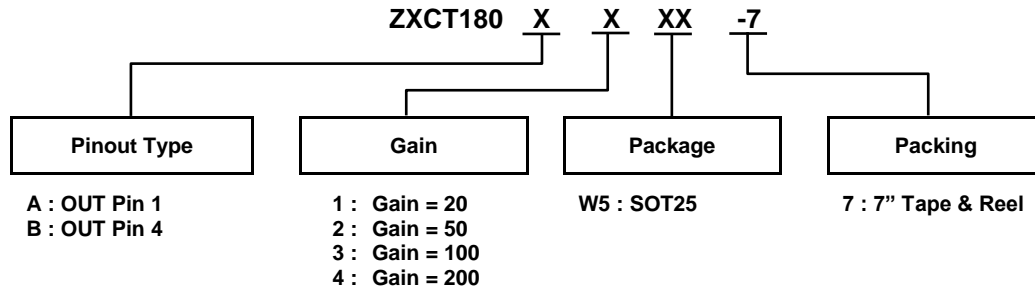 ZXCT180 X X XX -7
Pinout Type
Gain
Package
Packing
A : OUT Pin 1
B : OUT Pin 4
1 : Gain = 20
2 : Gain = 50
3 : Gain = 100
4 : Gain = 200
W5 : SOT25
7 : 7” Tape & Reel